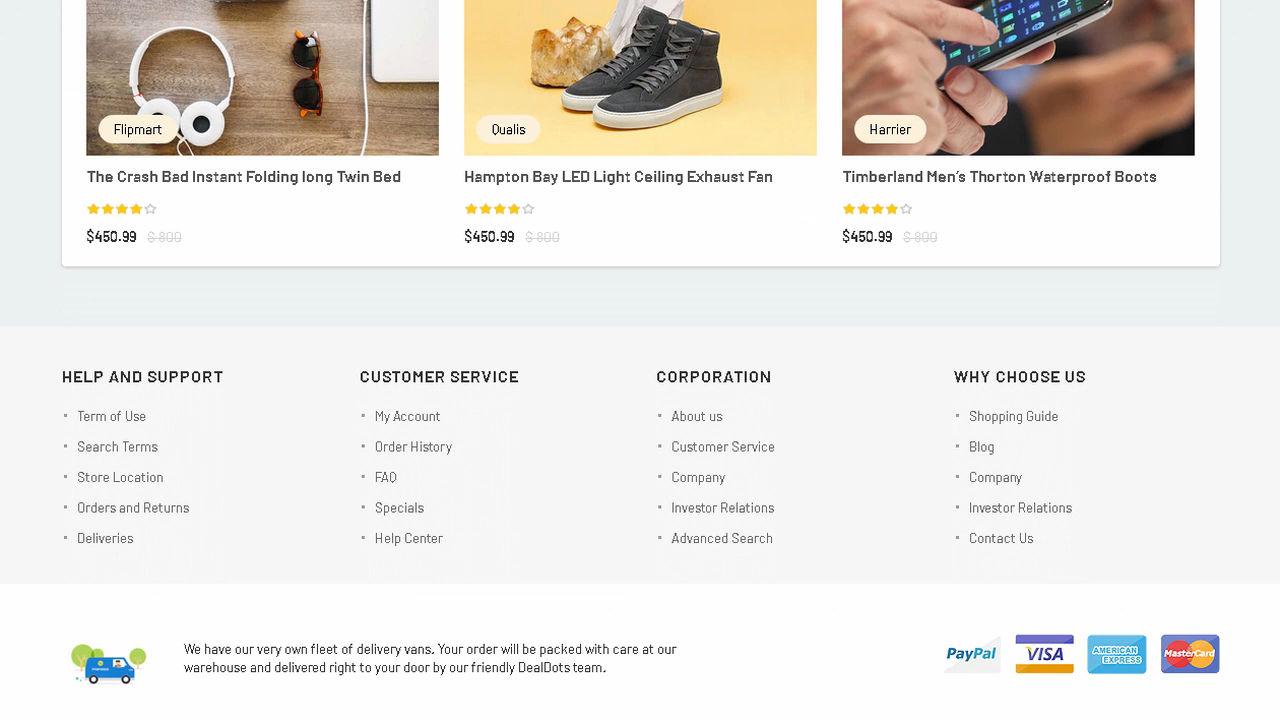 Flipmart
Qualis
Harrier
The Crash Bad Instant Folding long Twin Bed
Hampton Bay LED Light Ceiling Exhaust Fan
Timberland Men's Thorton Waterproof Boots
$450.99 $ 800
$450.99 $ 800
$450.99 $ 800
HELP AND SUPPORT
Term of Use
Search Terms
Store Location
Orders and Returns
Deliveries
CUSTOMER SERVICE
My Account
Order History
FAQ
Specials
Help Center
CORPORATION
About us
Customer Service
Company
Investor Relations
Advanced Search
WHY CHOOSE US
Shopping Guide
Blog
Company
Investor Relations
Contact Us
We have our very own fleet of delivery vans. Your order will be packed with care at our
warehouse and delivered right to your door by our friendly DealDots team.
PayPal
VISA
AMERICAN
EXPRESS
MasterCard